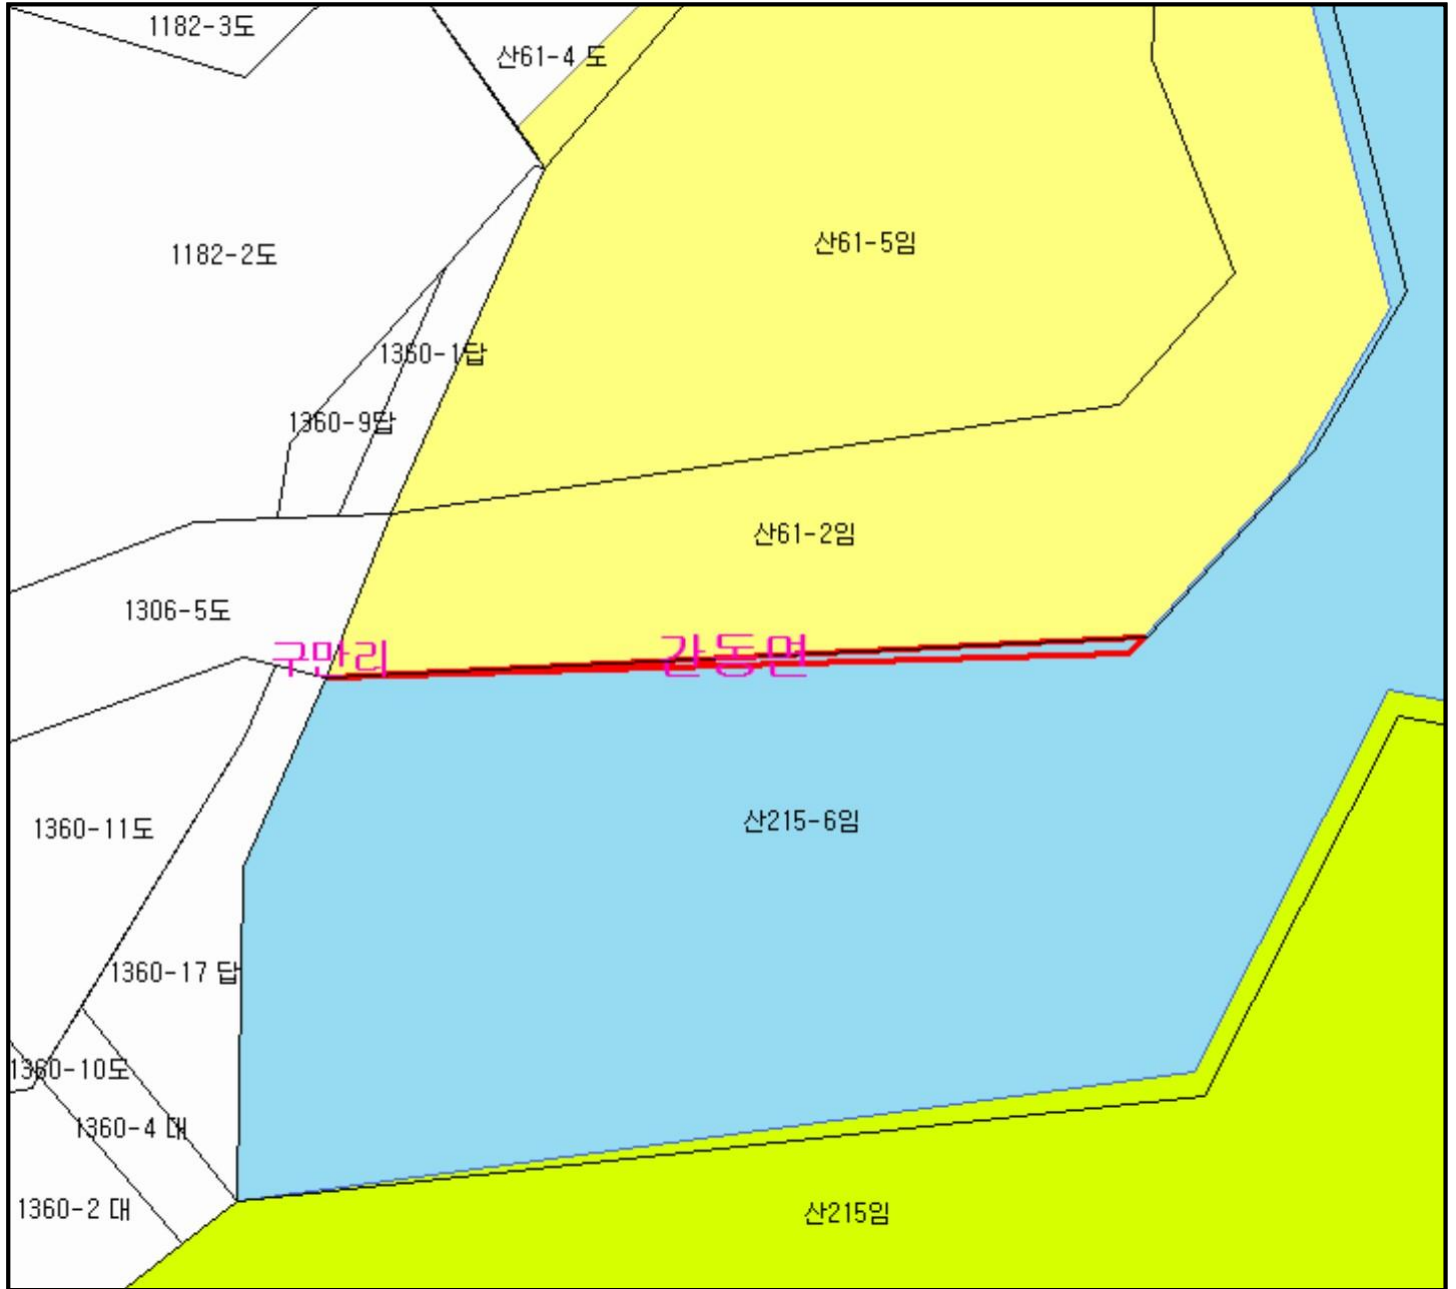 1182-3도
산61-4 도
산61-5임
1182-2도
1360-1답
1360-9답
산61-2임
1306-5도
구만리
간동면
산215-6임
1360-11도
1360-17 답
1360-10도
1360-4 대
1360-2 대
산215임